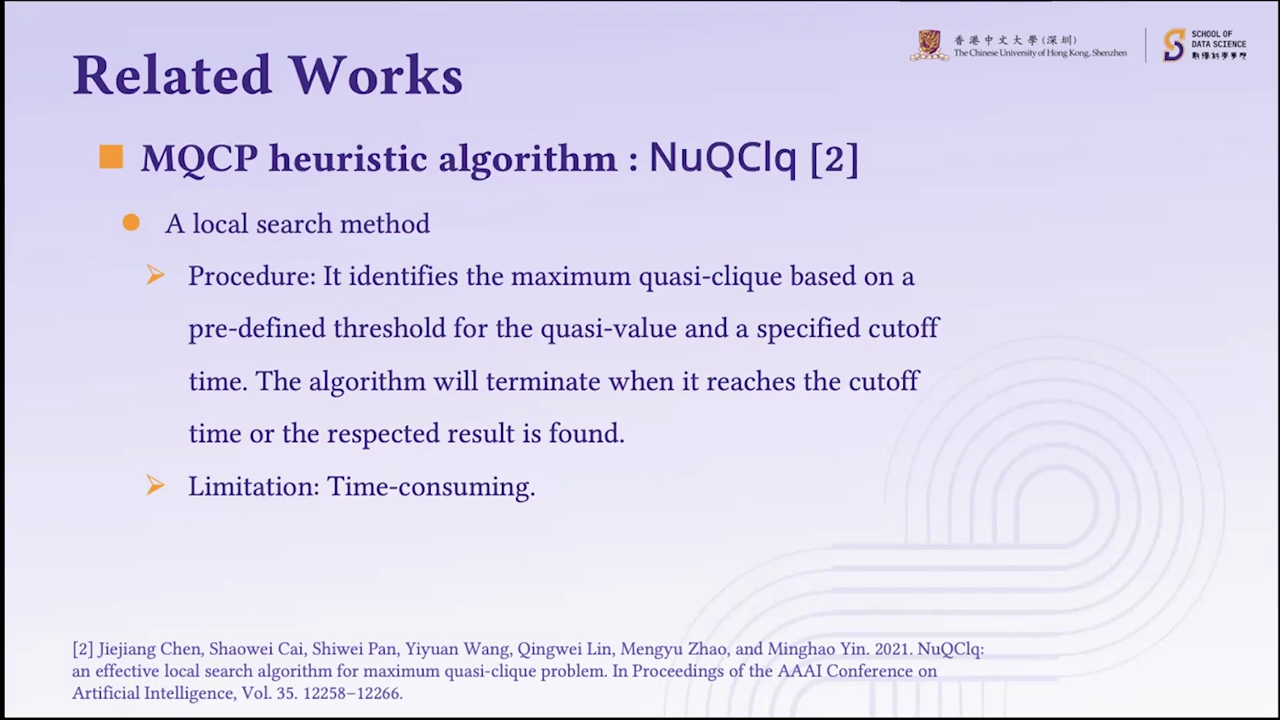 Related Works
香港中文大學(深圳)
The Chinese University of Hong Kong, Shenzhen
SCHOOL OF
DATA SCIENCE
數據科學學院
MQCP heuristic algorithm : NuQClq [2]
A local search method
Procedure: It identifies the maximum quasi-clique based on a
pre-defined threshold for the quasi-value and a specified cutoff
time. The algorithm will terminate when it reaches the cutoff
time or the respected result is found.
Limitation: Time-consuming.
[2] Jiejiang Chen, Shaowei Cai, Shiwei Pan, Yiyuan Wang, Qingwei Lin, Mengyu Zhao, and Minghao Yin. 2021. NuQClq:
an effective local search algorithm for maximum quasi-clique problem. In Proceedings of the AAAI Conference on
Artificial Intelligence, Vol. 35. 12258–12266.